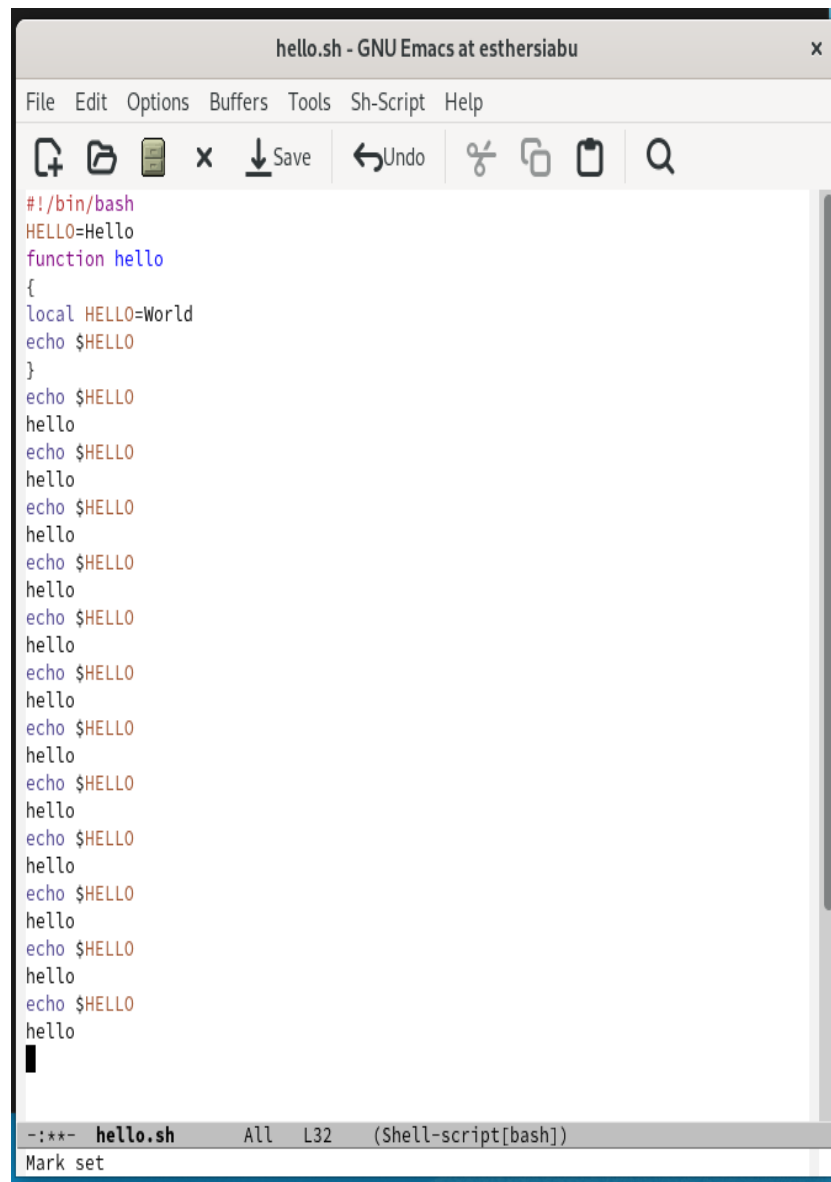 hello.sh - GNU Emacs at esthersiabu
File Edit Options Buffers Tools Sh-Script Help
Save Undo
#!/bin/bash
HELLO=Hello
function hello
{
local HELLO=World
echo $HELLO
}
echo $HELLO
hello
echo $HELLO
hello
echo $HELLO
hello
echo $HELLO
hello
echo $HELLO
hello
echo $HELLO
hello
echo $HELLO
hello
echo $HELLO
hello
echo $HELLO
hello
echo $HELLO
hello
echo $HELLO
hello
echo $HELLO
hello
-:**- hello.sh All L32 (Shell-script[bash])
Mark set